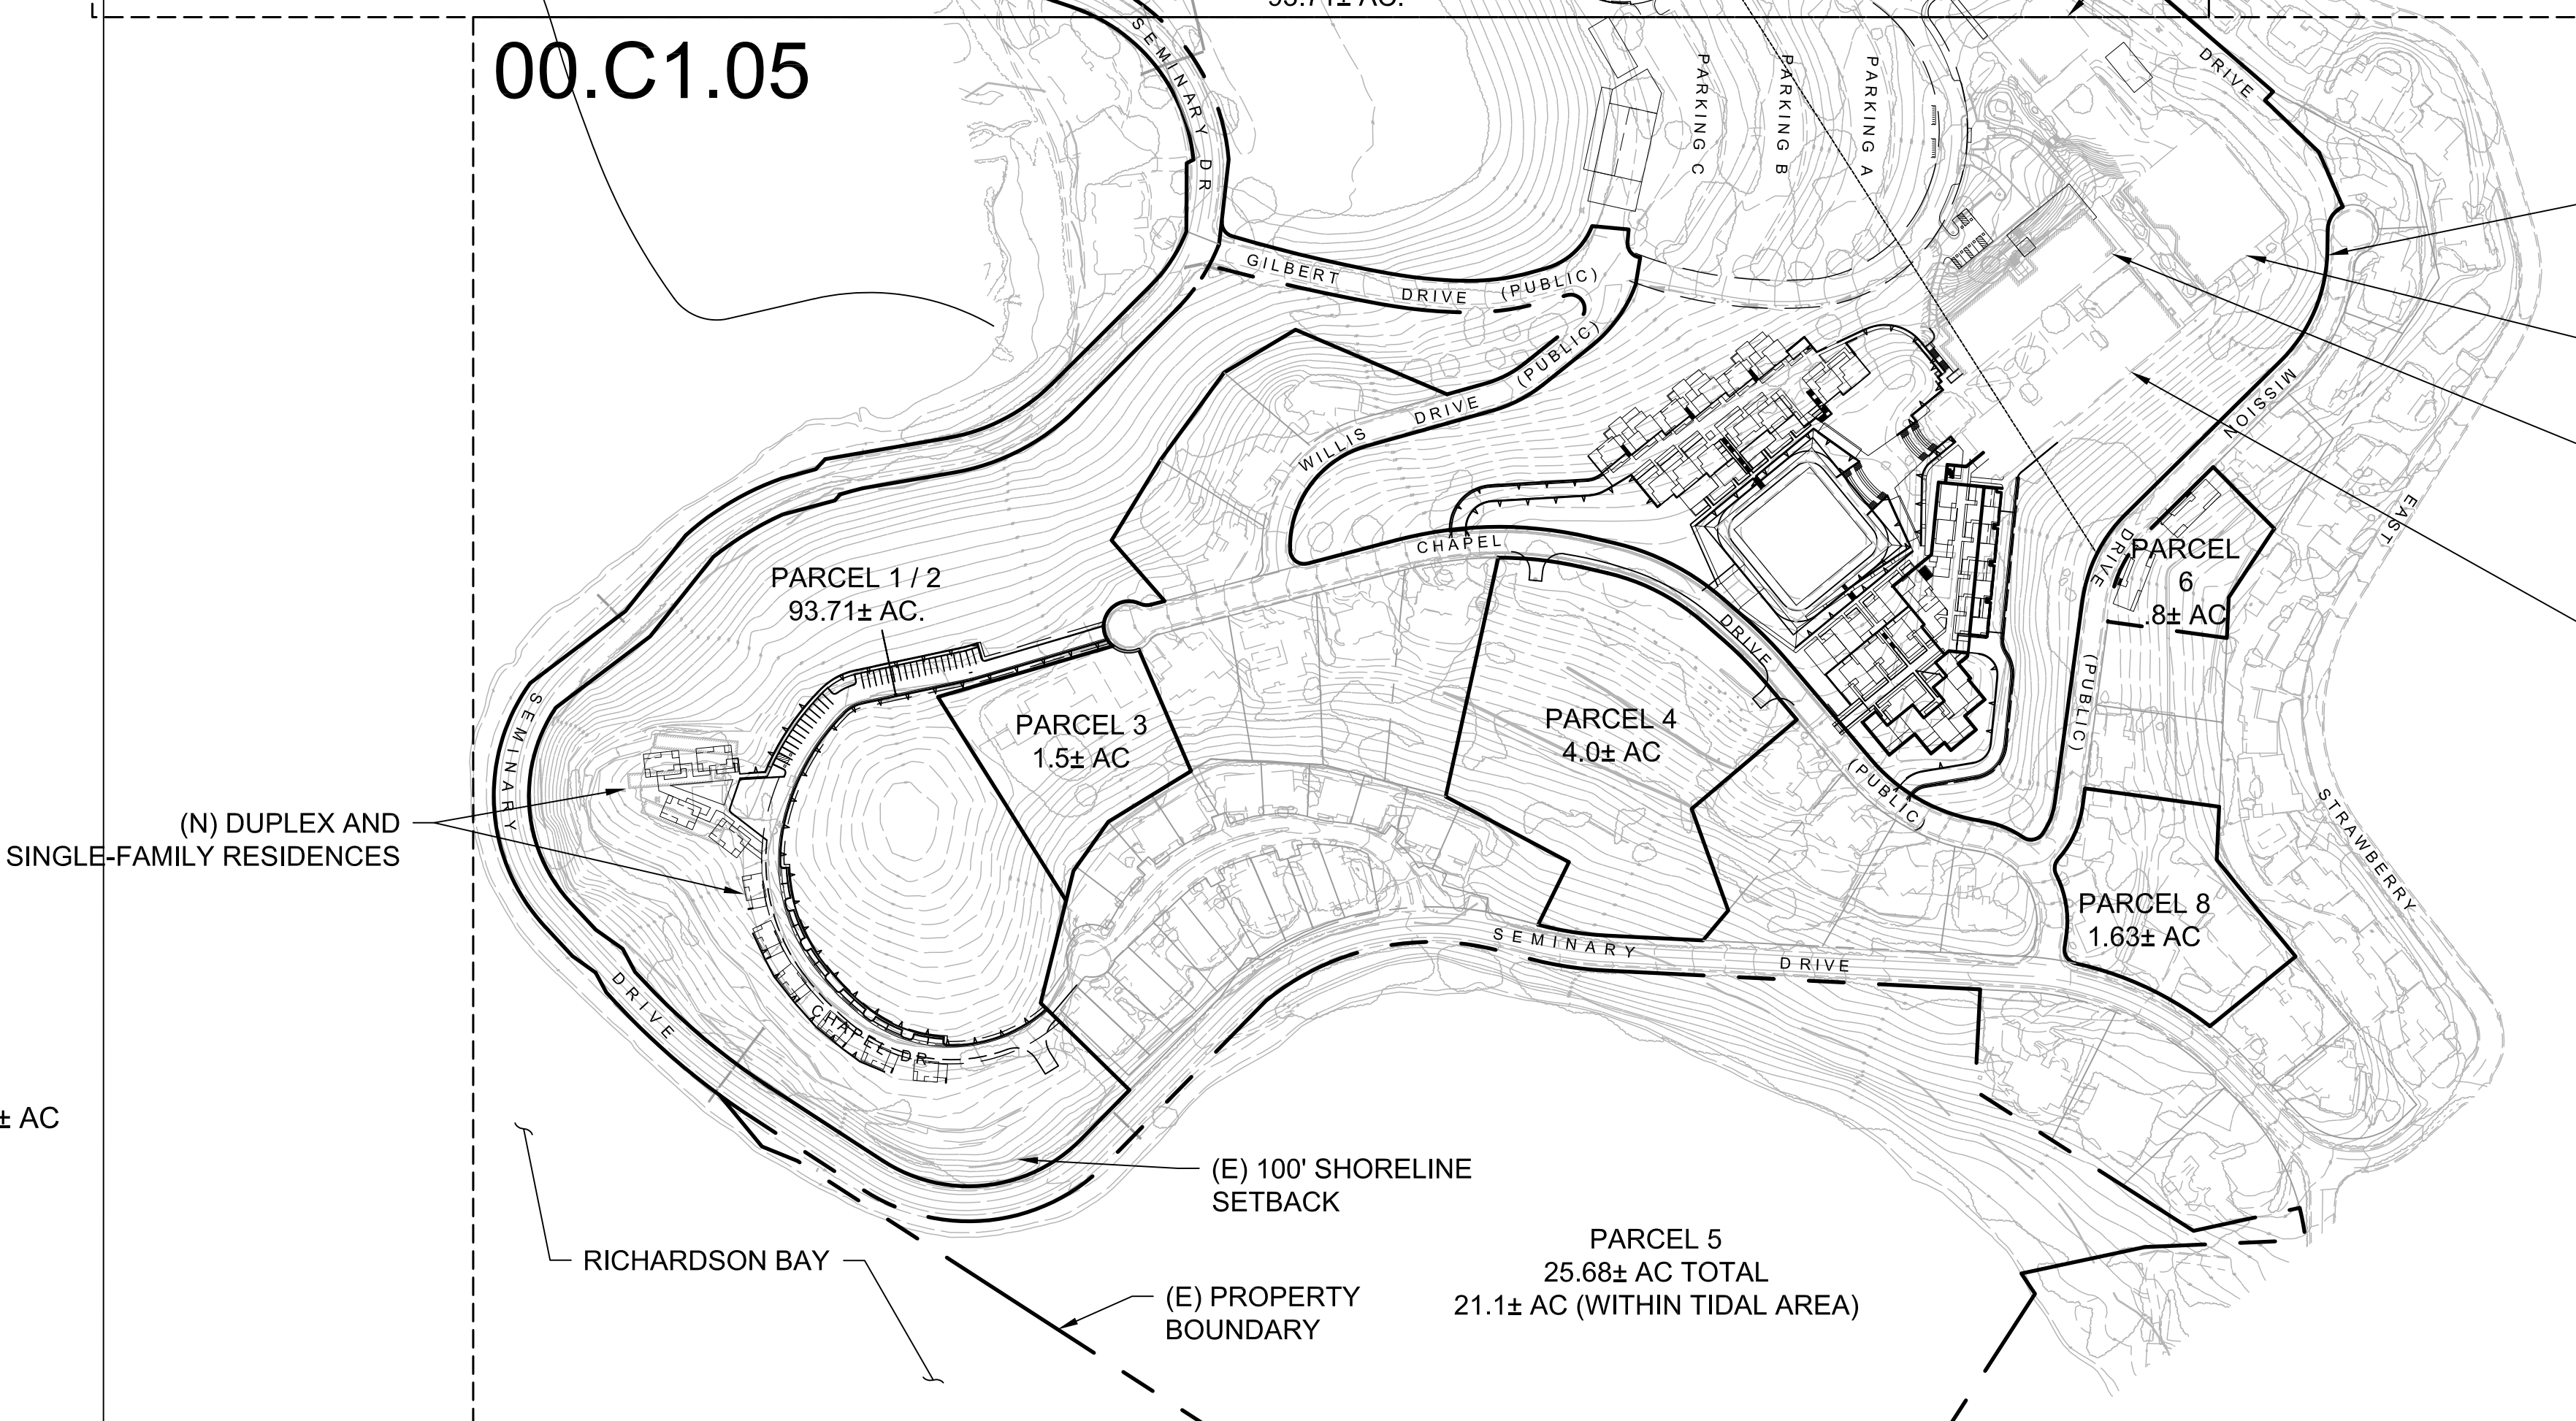 93.71± AC.
00.C1.05
SEMINARY DR
PARKING C
PARKING B
PARKING A
DRIVE
GILBERT DRIVE (PUBLIC)
WILLIS DRIVE (PUBLIC)
MISSION DRIVE (PUBLIC)
EAST STRAWBERRY
CHAPEL DRIVE (PUBLIC)
PARCEL
6
.8± AC
PARCEL 1 / 2
93.71± AC.
PARCEL 3
1.5± AC
PARCEL 4
4.0± AC
SEMINARY DRIVE
(N) DUPLEX AND
SINGLE-FAMILY RESIDENCES
PARCEL 8
1.63± AC
SEMINARY DRIVE
CHAPEL DR
± AC
(E) 100' SHORELINE
SETBACK
RICHARDSON BAY
(E) PROPERTY
BOUNDARY
PARCEL 5
25.68± AC TOTAL
21.1± AC (WITHIN TIDAL AREA)